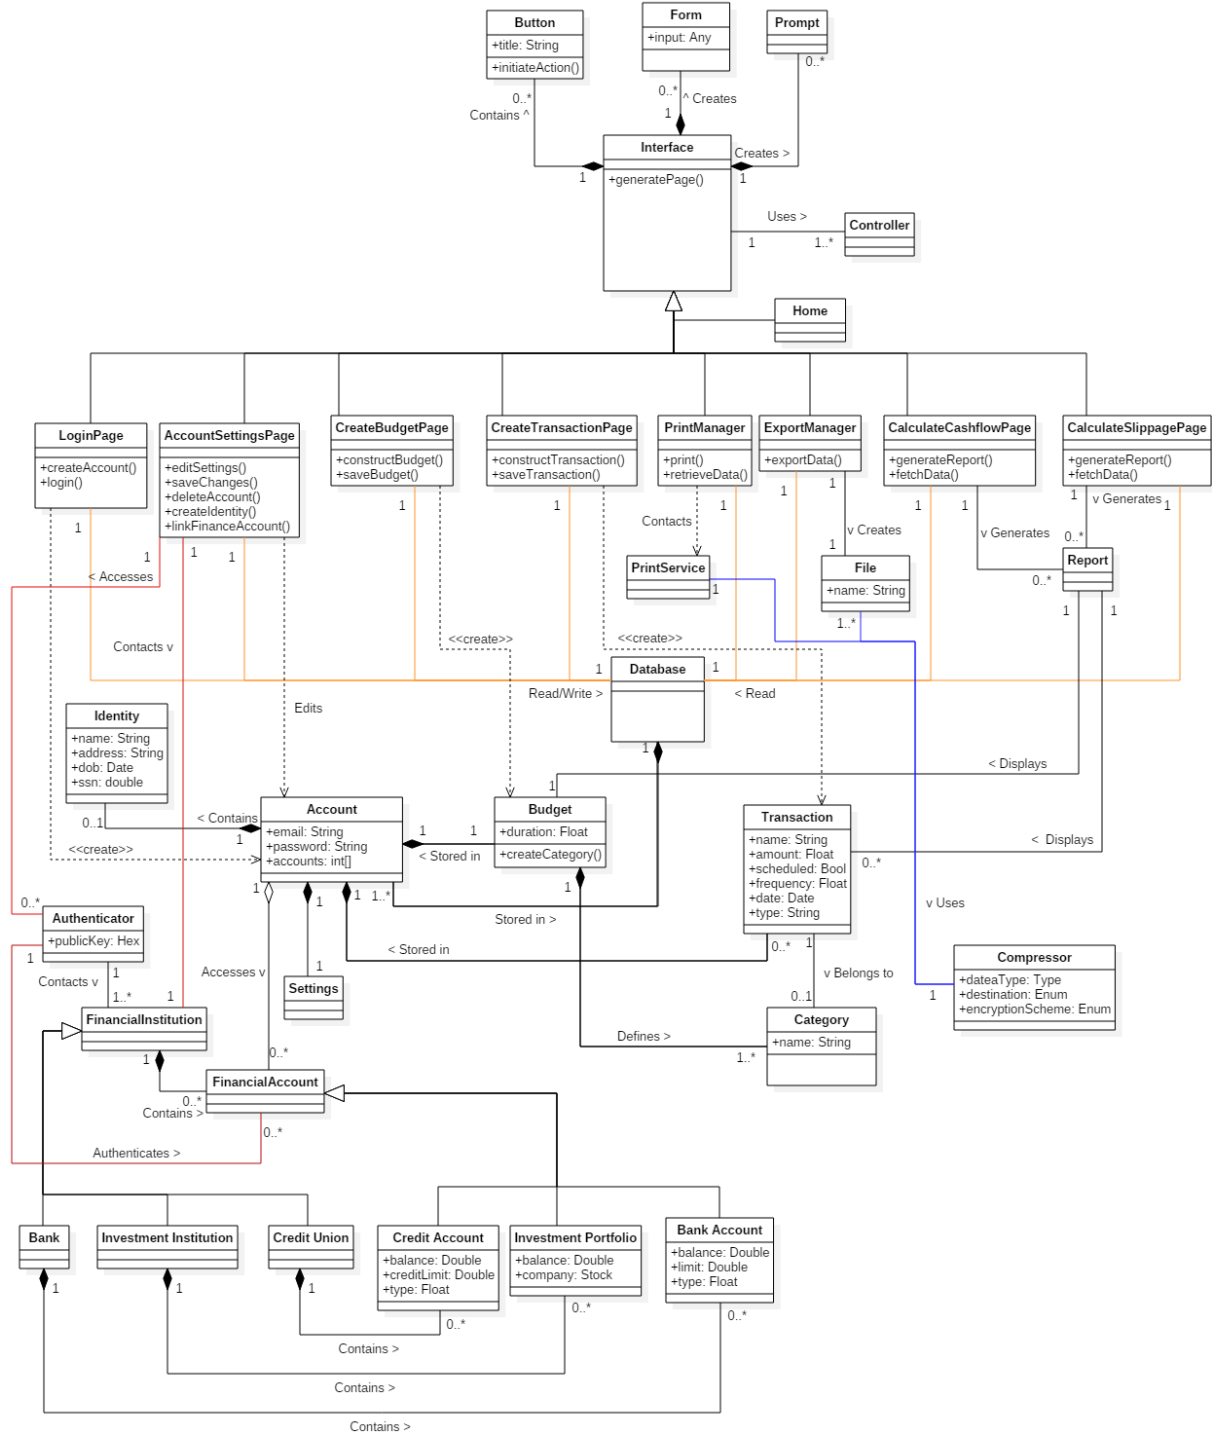 Button
+title: String
+initiateAction()
Form
+input: Any
Prompt
0..*
0..*
Contains ^
0..*
^ Creates
1
Interface
+generatePage()
Creates >
1
1
Uses >
1
1..*
Controller
Home
LoginPage
+createAccount()
+login()
AccountSettingsPage
+editSettings()
+saveChanges()
+deleteAccount()
+createIdentity()
+linkFinanceAccount()
CreateBudgetPage
+constructBudget()
+saveBudget()
CreateTransactionPage
+constructTransaction()
+saveTransaction()
PrintManager
+print()
+retrieveData()
ExportManager
+exportData()
CalculateCashflowPage
+generateReport()
+fetchData()
CalculateSlippagePage
+generateReport()
+fetchData()
1
1
1
1
1
1
1
1
1
1
1
1
1
v Generates
1
Contacts
v Creates
1
v Generates
0..*
0..*
< Accesses
PrintService
1
File
+name: String
1..*
Report
1
1
Contacts v
<<create>>
<<create>>
1
Database
1
Read/Write >
< Read
1
Edits
Identity
+name: String
+address: String
+dob: Date
+ssn: double
< Displays
1
0..1
< Contains
1
<<create>>
Account
+email: String
+password: String
+accounts: int[]
1
1
< Stored in
Budget
+duration: Float
+createCategory()
Transaction
+name: String
+amount: Float
+scheduled: Bool
+frequency: Float
+date: Date
+type: String
< Displays
0..*
1
1
1
1..*
1
Stored in >
< Stored in
0..*
1
v Uses
0..*
Authenticator
+publicKey: Hex
1
1
Contacts v
1..*
1
Accesses v
1
Settings
v Belongs to
0..1
1
Compressor
+dateaType: Type
+destination: Enum
+encryptionScheme: Enum
FinancialInstitution
1
0..*
Contains >
0..*
FinancialAccount
0..*
Defines >
1..*
Category
+name: String
Authenticates >
Bank
1
Investment Institution
1
Credit Union
1
Credit Account
+balance: Double
+creditLimit: Double
+type: Float
0..*
Investment Portfolio
+balance: Double
+company: Stock
0..*
Bank Account
+balance: Double
+limit: Double
+type: Float
0..*
Contains >
Contains >
Contains >